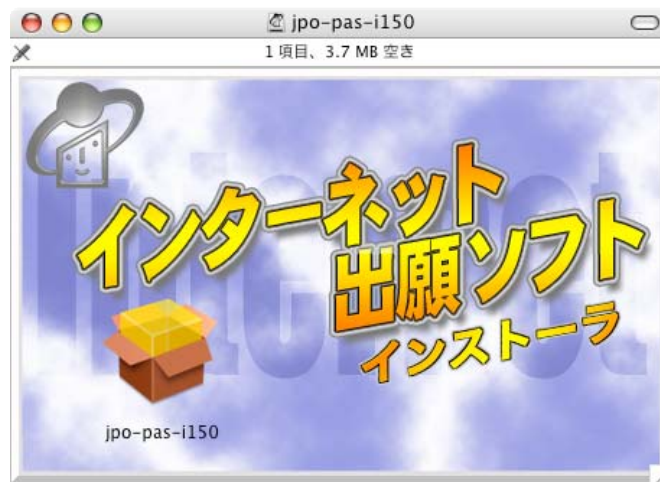 jpo-pas-i150
1 項目、3.7 MB 空き
Internet
インターネット
出願ソフト
インストーラ
jpo-pas-i150